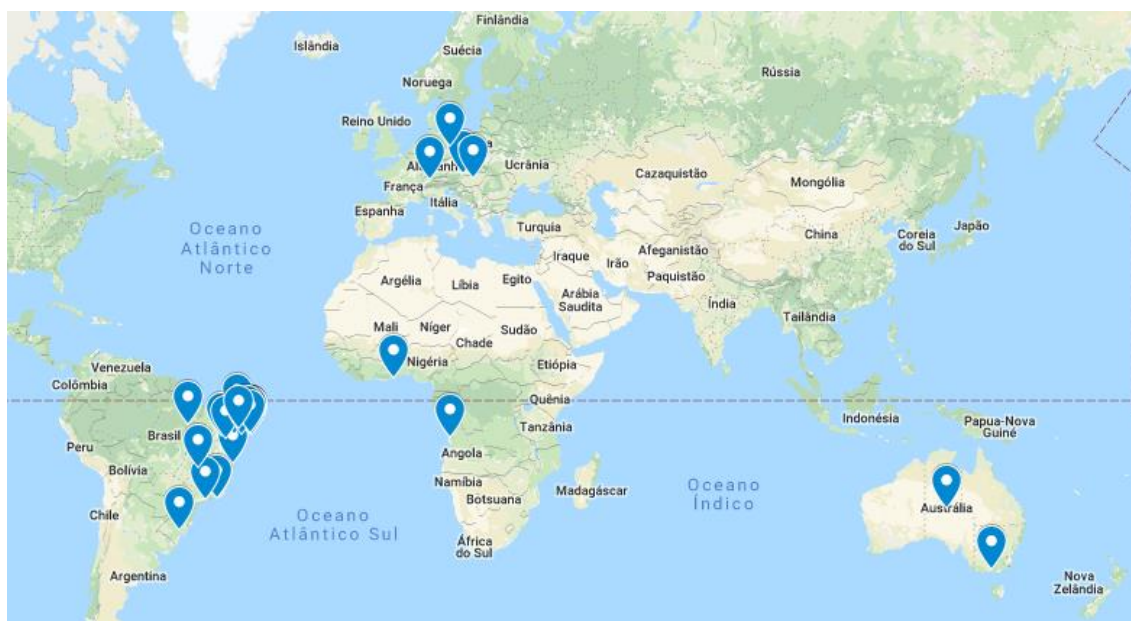 Finlândia
Islândia
Suécia
Rússia
Noruega
Reino Unido
Ucrânia
Cazaquistão
Mongólia
França
Itália
Espanha
Turquia
Oceano
Atlântico
Norte
China
Coreia
do Sul
Japão
Iraque
Irão
Afeganistão
Paquistão
Argélia
Líbia
Egito
Arábia
Saudita
Índia
Tailândia
Mali
Níger
Chade
Sudão
Nigéria
Etiópia
Venezuela
Colômbia
Quênia
Indonésia
Papua-Nova
Guiné
Tanzânia
Brasil
Peru
Angola
Bolívia
Namíbia
Botsuana
Madagáscar
Oceano
Índico
Austrália
Chile
Oceano
Atlântico Sul
África
do Sul
Argentina
Nova
Zelândia